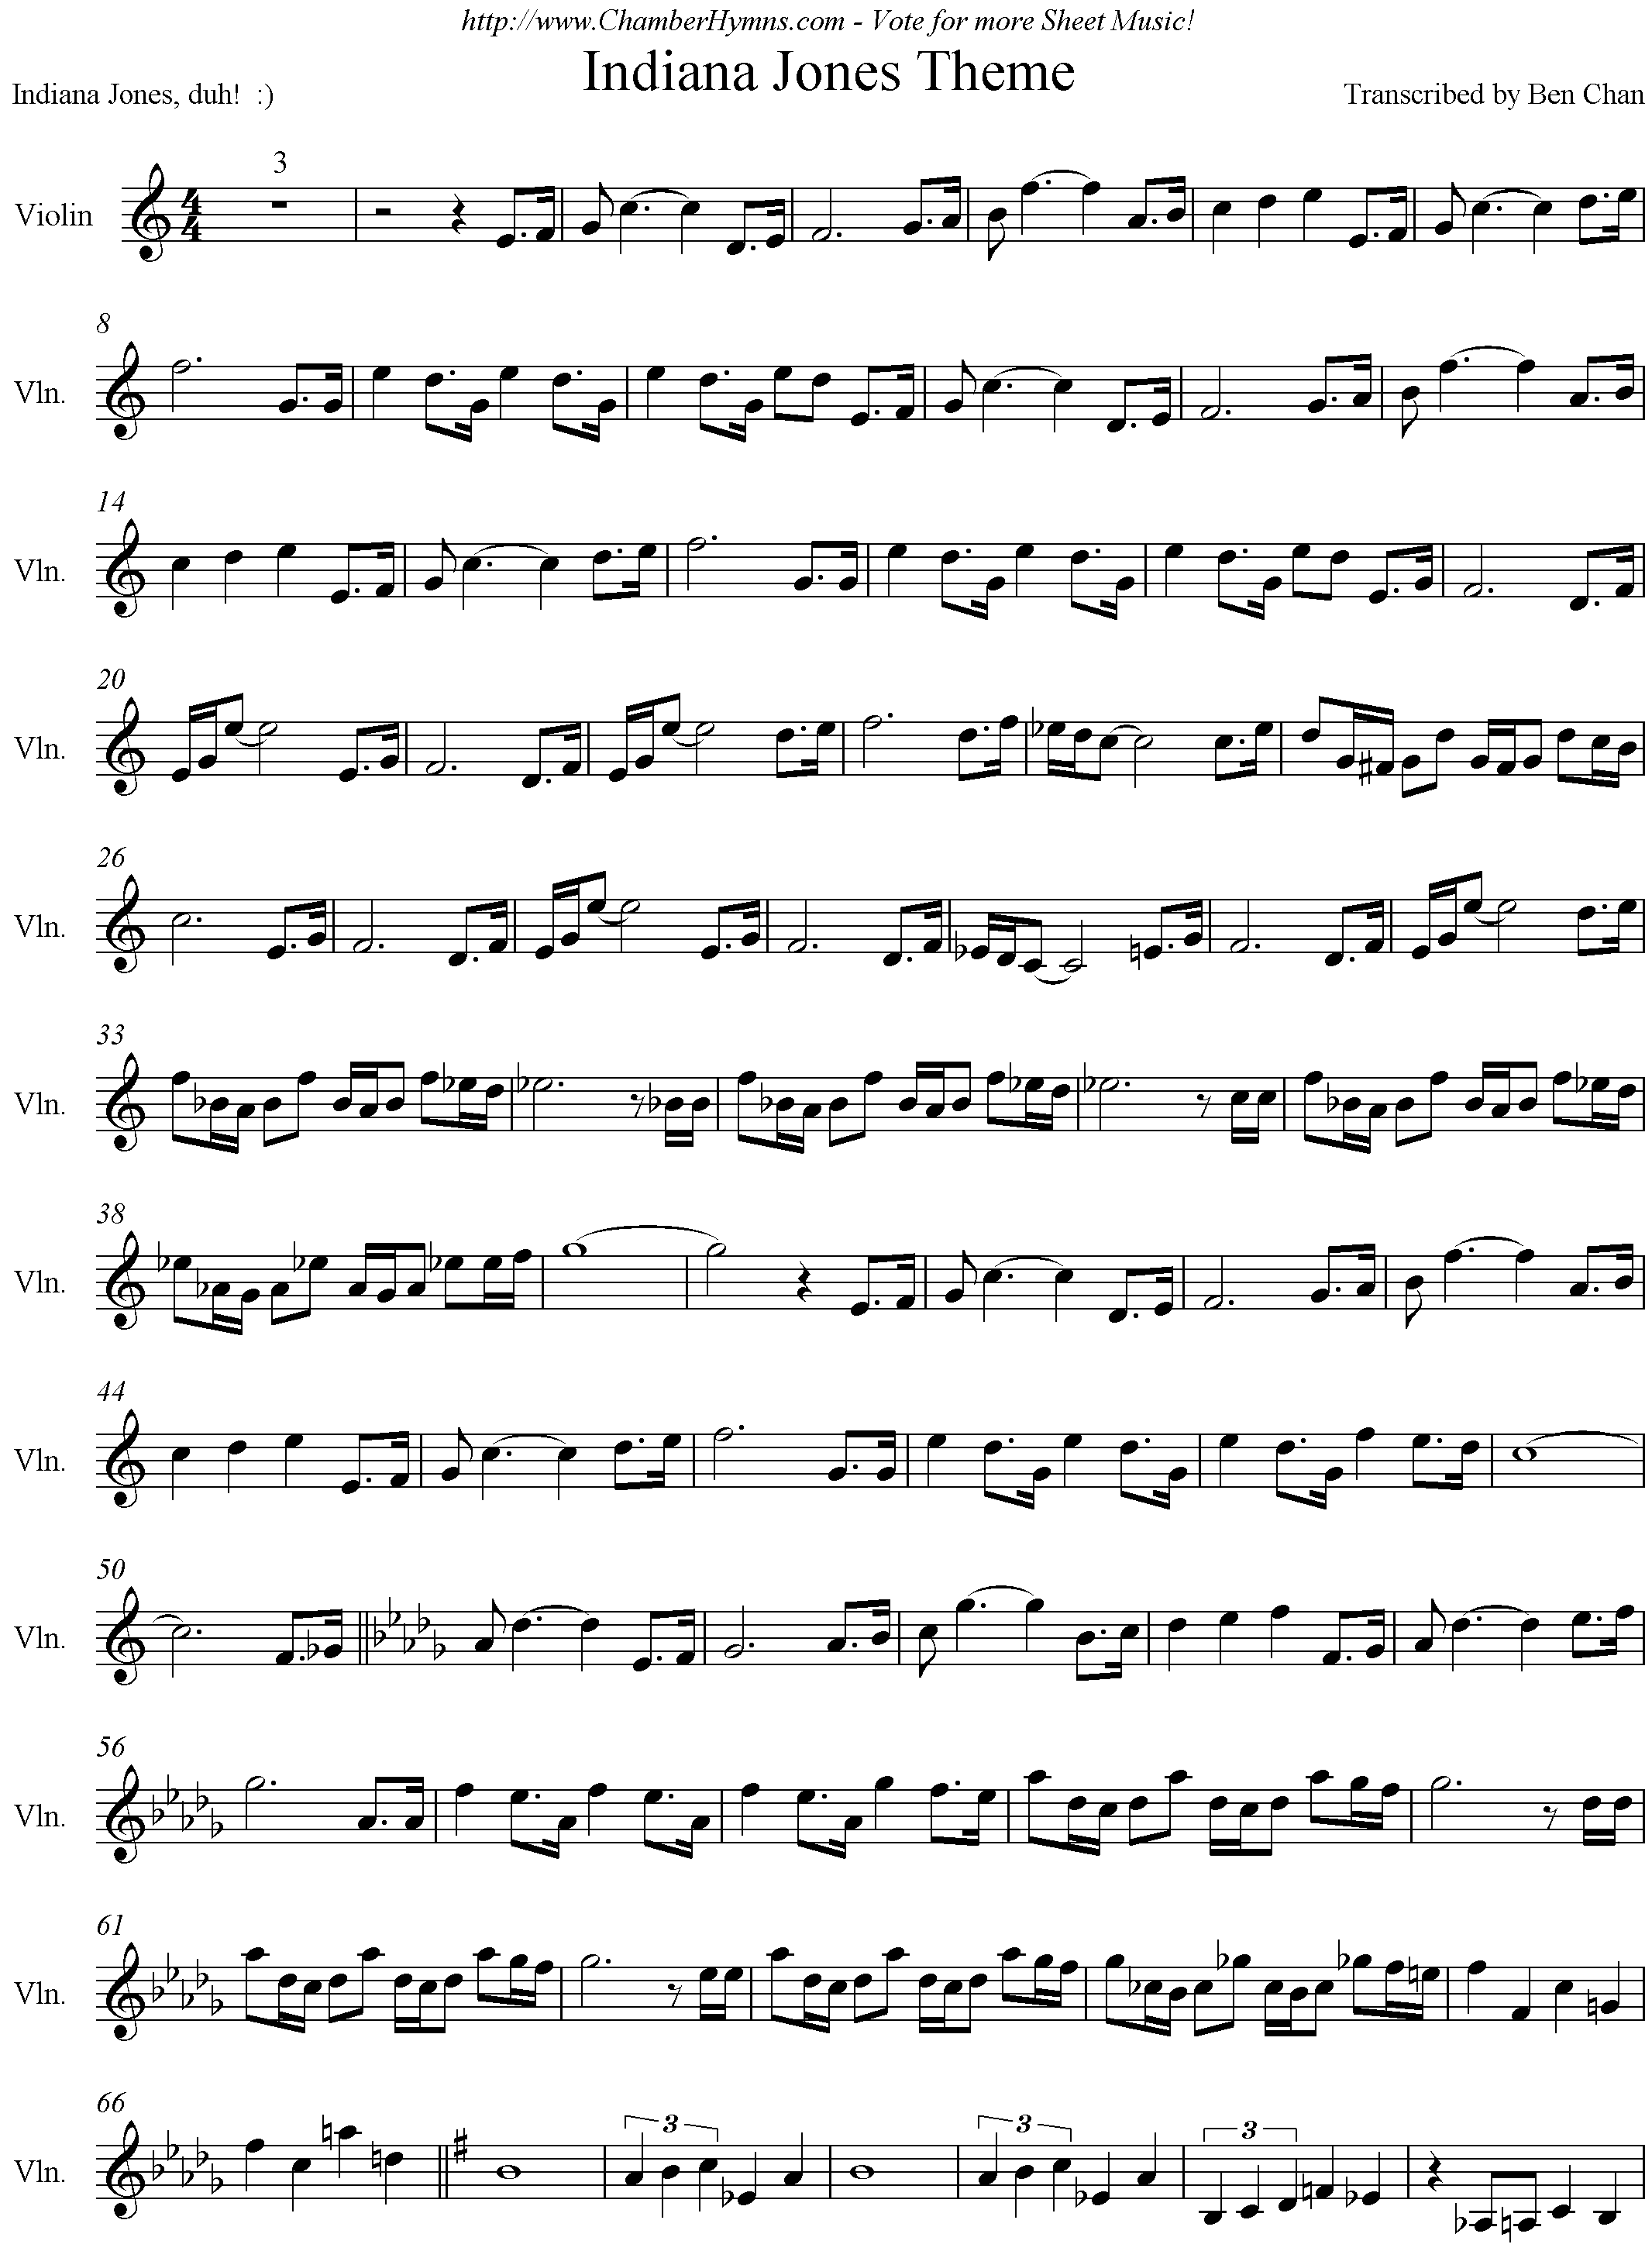 http://www.ChamberHymns.com - Vote for more Sheet Music!
Indiana Jones Theme
Indiana Jones, duh!  :)
Transcribed by Ben Chan
3
Violin
4
4
8
Vln.
14
Vln.
20
Vln.
26
Vln.
33
Vln.
38
Vln.
44
Vln.
50
Vln.
56
Vln.
61
Vln.
66
3 3 3
Vln.